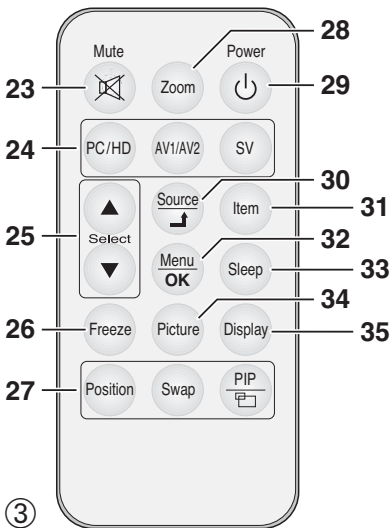 28
Mute Power
23 Zoom 29
24 PC/HD AV1/AV2 SV
30
Source Item 31
25 Select
32
Menu
OK Sleep 33
34
26 Freeze Picture Display 35
27 Position Swap PIP
③